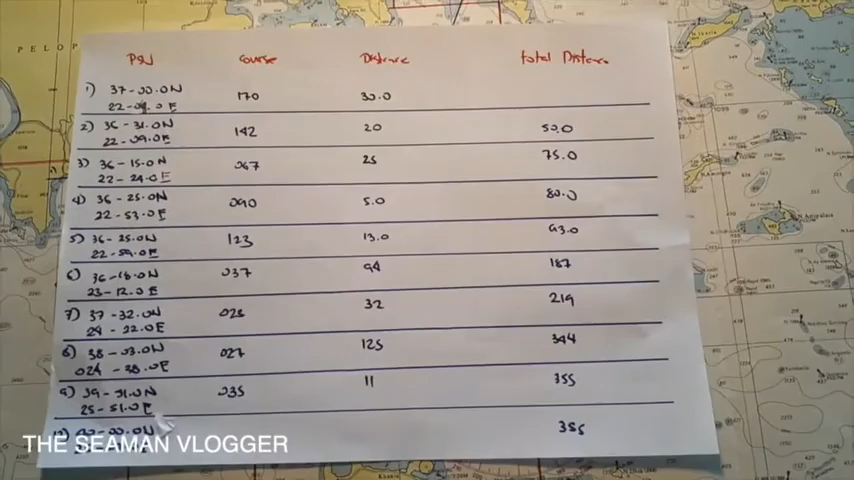 PSN Course Distance Total Distance
1) 37-00.0N
22-04.0E 170 30.0
2) 36-31.0N
22-09.0E 142 20 50.0
3) 36-15.0N
22-24.0E 067 25 75.0
4) 36-25.0N
22-53.0E 090 5.0 80.0
5) 36-25.0N
22-59.0E 123 13.0 93.0
6) 36-18.0N
23-12.0E 037 94 187
7) 37-32.0N
24-22.0E 025 32 219
8) 38-03.0N
024-38.0E 027 125 344
9) 39-51.0N
25-51.0E 035 11 355
355
THE SEAMAN VLOGGER
PELOP